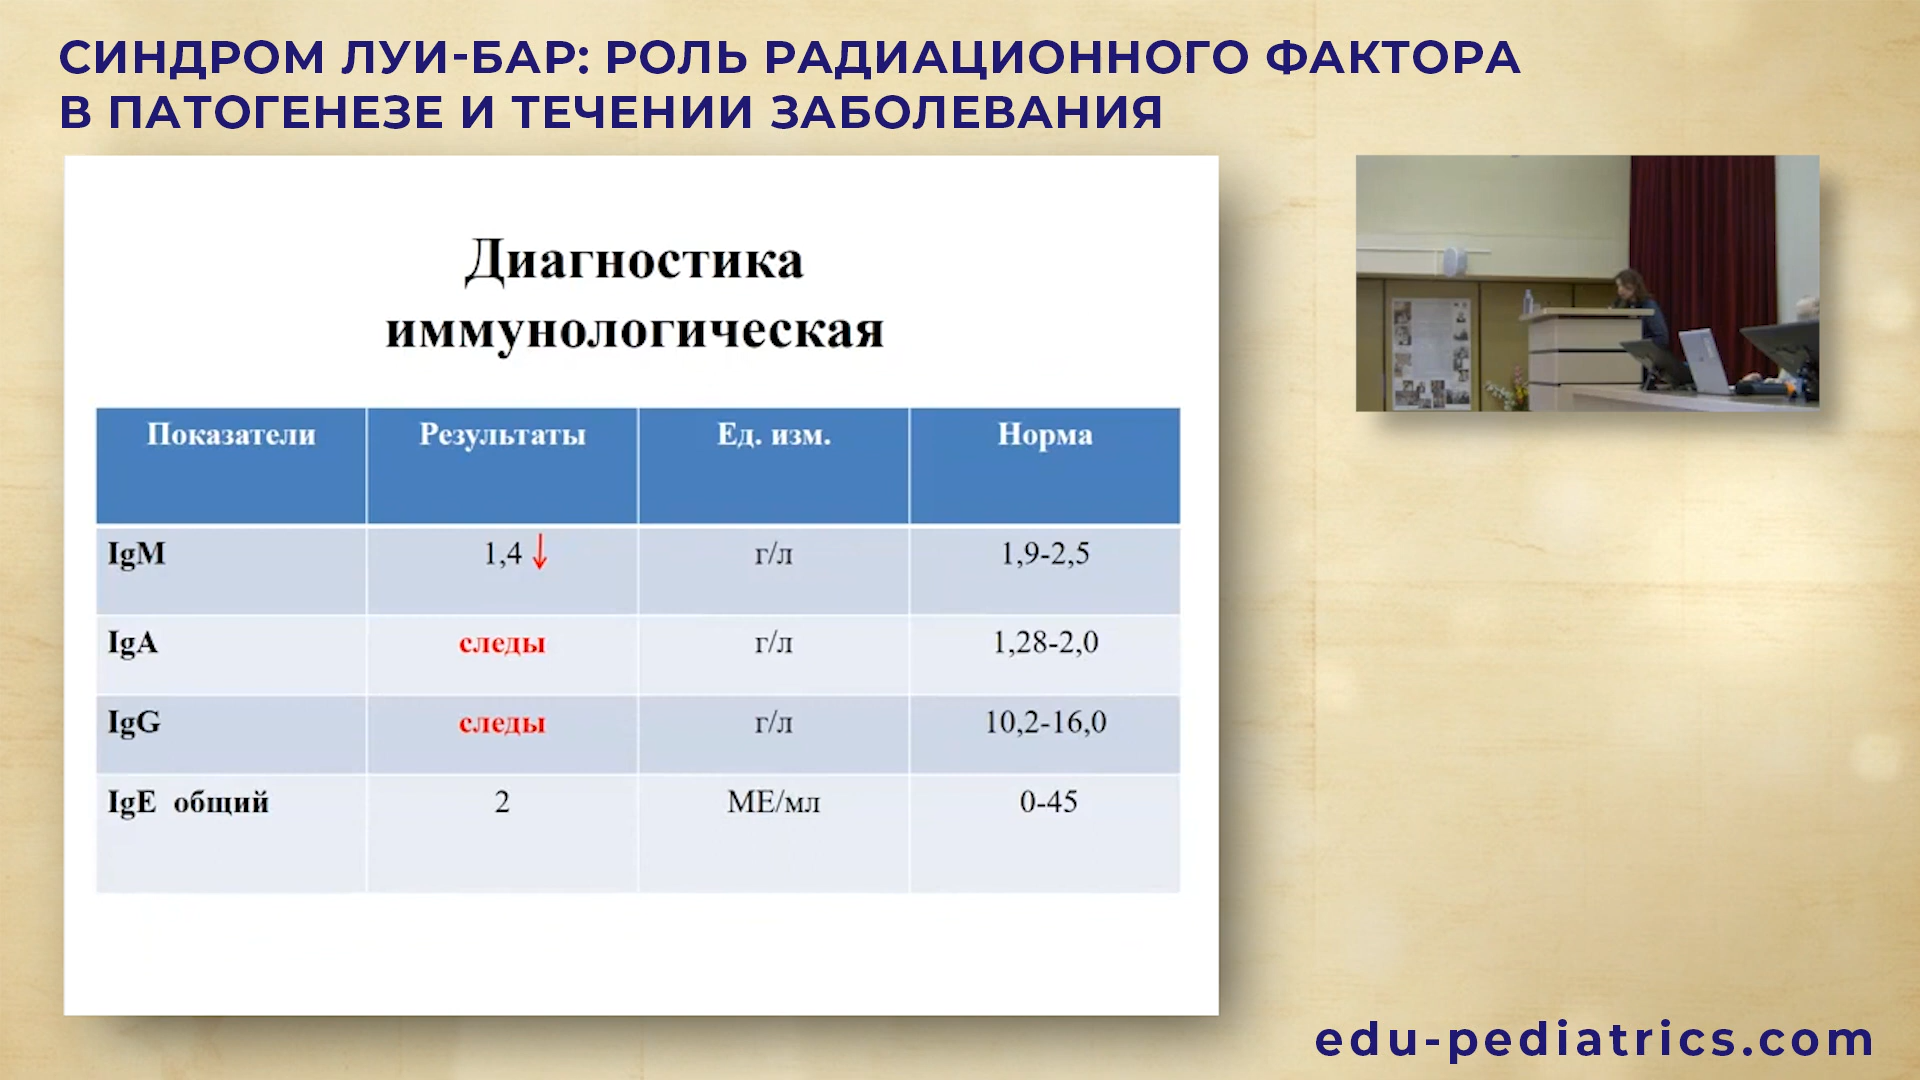 СИНДРОМ ЛУИ-БАР: РОЛЬ РАДИАЦИОННОГО ФАКТОРА
В ПАТОГЕНЕЗЕ И ТЕЧЕНИИ ЗАБОЛЕВАНИЯ
Диагностика
иммунологическая
Показатели Результаты Ед. изм. Норма
IgM 1,4 ↓ г/л 1,9-2,5
IgA следы г/л 1,28-2,0
IgG следы г/л 10,2-16,0
IgE общий 2 МЕ/мл 0-45
edu-pediatrics.com